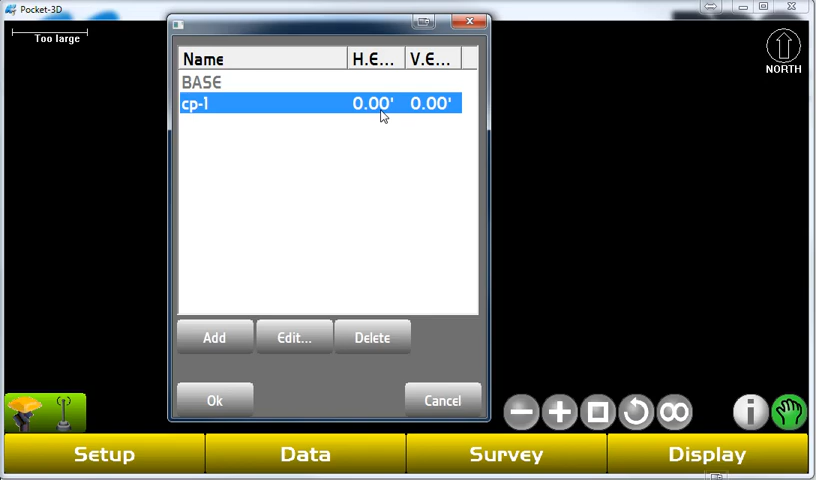 Pocket-3D
Too large
NORTH
Name H.E... V.E...
BASE
cp-1 0.00' 0.00'
Add Edit... Delete
Ok Cancel
Setup Data Survey Display